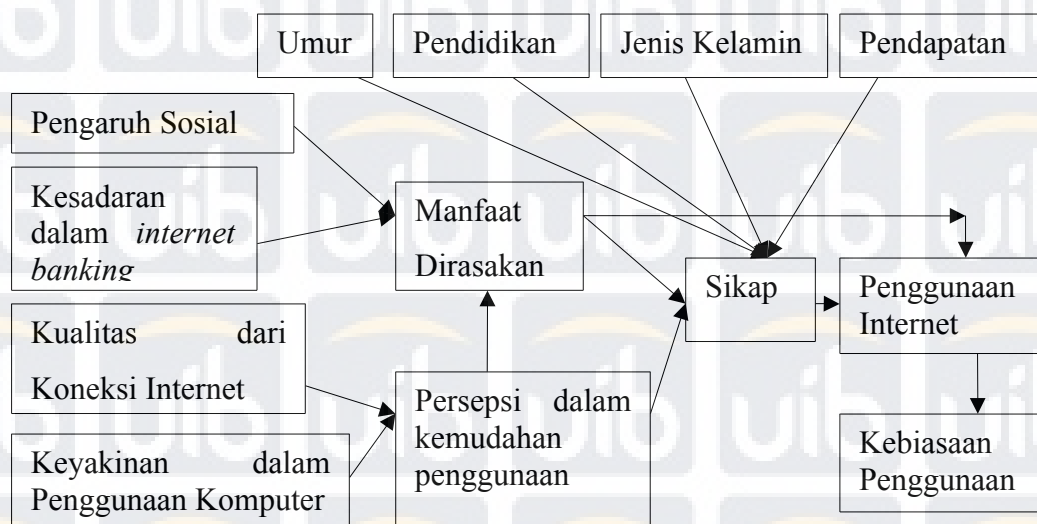 Umur
Pendidikan
Jenis Kelamin
Pendapatan
Pengaruh Sosial
Kesadaran
dalam internet
banking
Manfaat
Dirasakan
Sikap
Penggunaan
Internet
Kualitas dari
Koneksi Internet
Persepsi dalam
kemudahan
penggunaan
Kebiasaan
Penggunaan
Keyakinan dalam
Penggunaan Komputer
uib